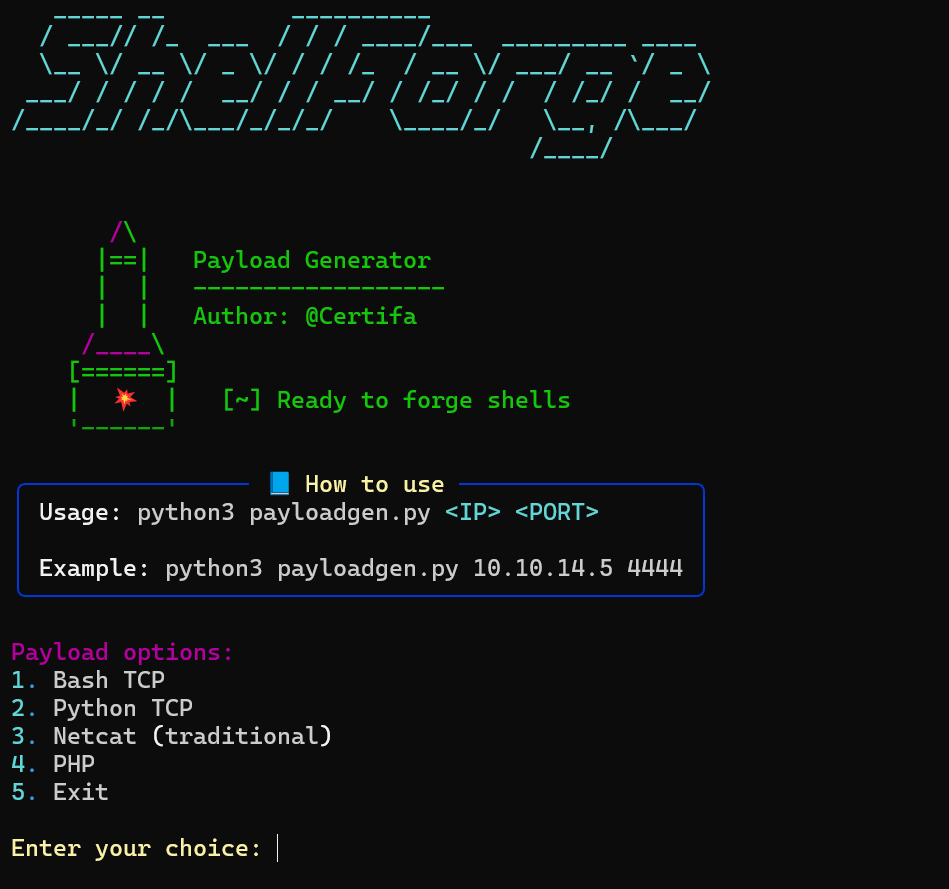 ShellForge
Payload Generator
-------------------
Author: @Certifa
[~] Ready to forge shells
📘 How to use
Usage: python3 payloadgen.py <IP> <PORT>
Example: python3 payloadgen.py 10.10.14.5 4444
Payload options:
1. Bash TCP
2. Python TCP
3. Netcat (traditional)
4. PHP
5. Exit
Enter your choice: